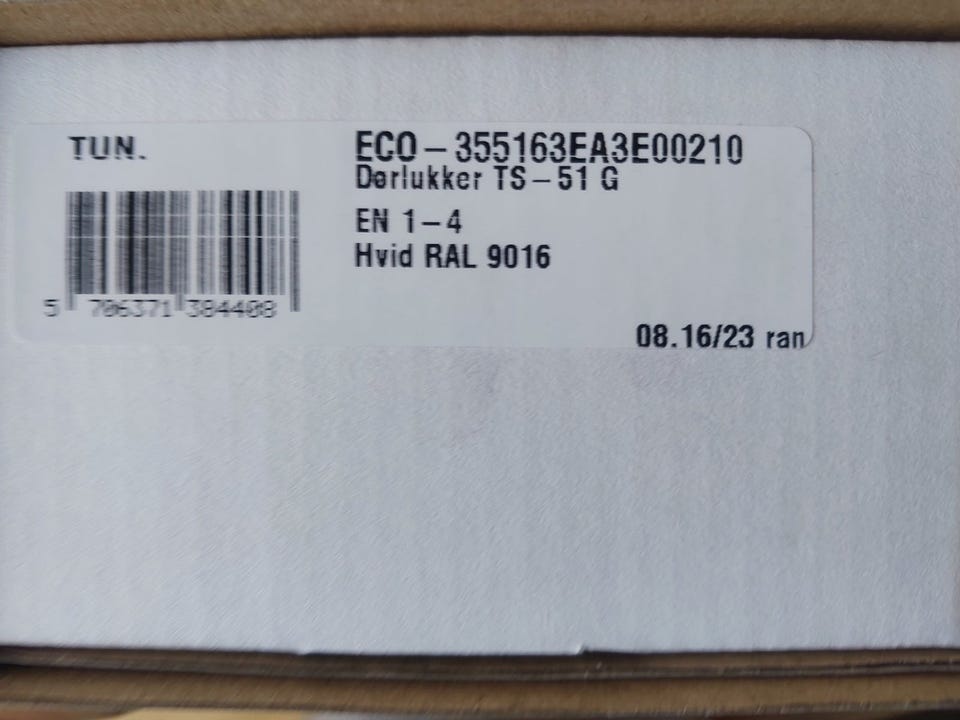 TUN.
ECO-355163EA3E00210
Dørlukker TS-51 G
EN 1-4
Hvid RAL 9016
5 706371 384408
08.16/23 ran